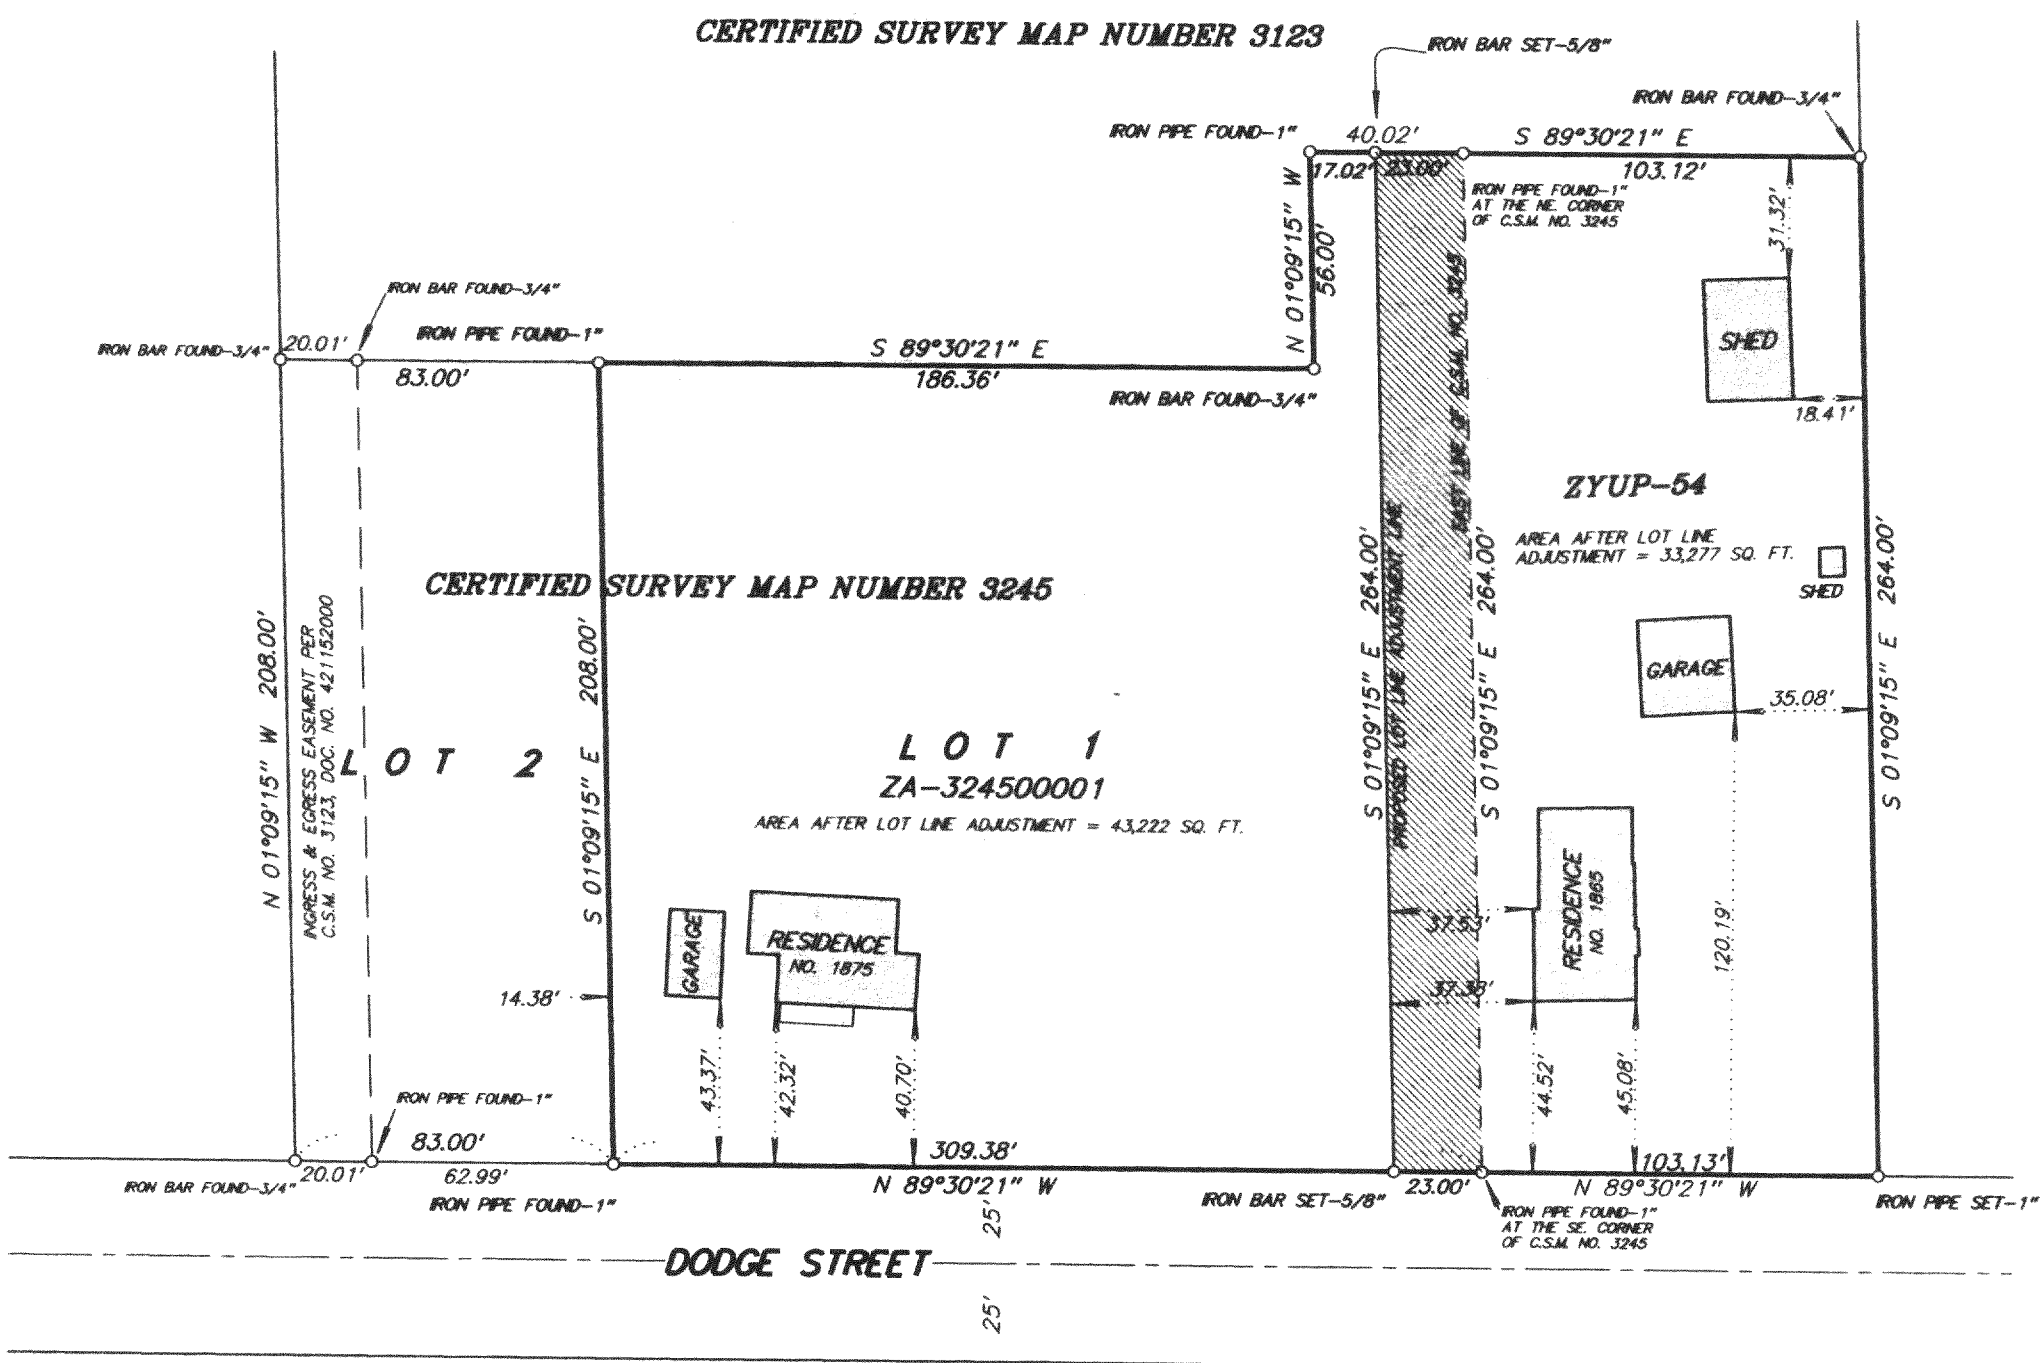 CERTIFIED SURVEY MAP NUMBER 3123
IRON BAR SET-5/8"
IRON BAR FOUND-3/4"
IRON PIPE FOUND-1"
40.02'
S 89°30'21" E
17.02'
23.00'
103.12'
IRON PIPE FOUND-1"
AT THE NE. CORNER
OF C.S.M. NO. 3245
N 01°09'15" W
56.00'
31.32'
IRON BAR FOUND-3/4"
IRON BAR FOUND-3/4"
20.01'
IRON PIPE FOUND-1"
83.00'
S 89°30'21" E
186.36'
IRON BAR FOUND-3/4"
EAST LINE OF C.S.M. NO. 3245
SHED
18.41'
ZYUP-54
AREA AFTER LOT LINE
ADJUSTMENT = 33,277 SQ. FT.
SHED
CERTIFIED SURVEY MAP NUMBER 3245
N 01°09'15" W 208.00'
INGRESS & EGRESS EASEMENT PER
C.S.M. NO. 3123, DOC. NO. 421152000
S 01°09'15" E 208.00'
S 01°09'15" E 264.00'
PROPOSED LOT LINE ADJUSTMENT LINE
S 01°09'15" E 264.00'
S 01°09'15" E 264.00'
GARAGE
35.08'
LOT 2
LOT 1
ZA-324500001
AREA AFTER LOT LINE ADJUSTMENT = 43,222 SQ. FT.
GARAGE
RESIDENCE
NO. 1875
RESIDENCE
NO. 1865
37.53'
37.38'
120.19'
14.38'
43.37'
42.32'
40.70'
44.52'
45.08'
IRON PIPE FOUND-1"
83.00'
309.38'
103.13'
20.01'
62.99'
IRON BAR FOUND-3/4"
IRON PIPE FOUND-1"
N 89°30'21" W
IRON BAR SET-5/8"
23.00'
N 89°30'21" W
IRON PIPE SET-1"
IRON PIPE FOUND-1"
AT THE SE. CORNER
OF C.S.M. NO. 3245
25'
DODGE STREET
25'